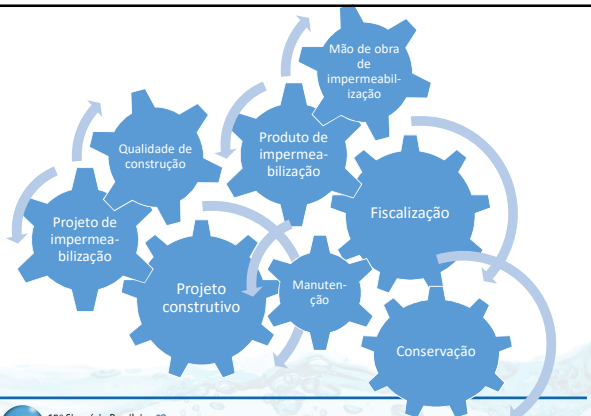 Mão de obra
de
impermeabil-
ização
Qualidade de
construção
Produto de
impermea-
bilização
Projeto de
impermea-
bilização
Fiscalização
Projeto
construtivo
Manuten-
ção
Conservação